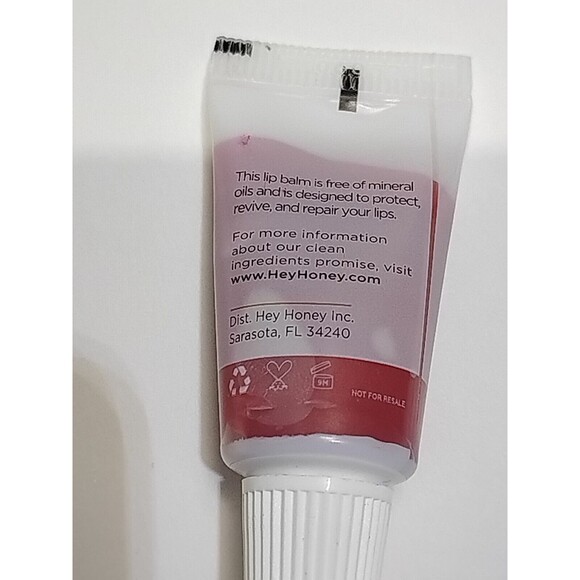 This lip balm is free of mineral
oils and is designed to protect,
revive, and repair your lips.
For more information
about our clean
ingredients promise, visit
www.HeyHoney.com
Dist. Hey Honey Inc.
Sarasota, FL 34240
9M
NOT FOR RESALE